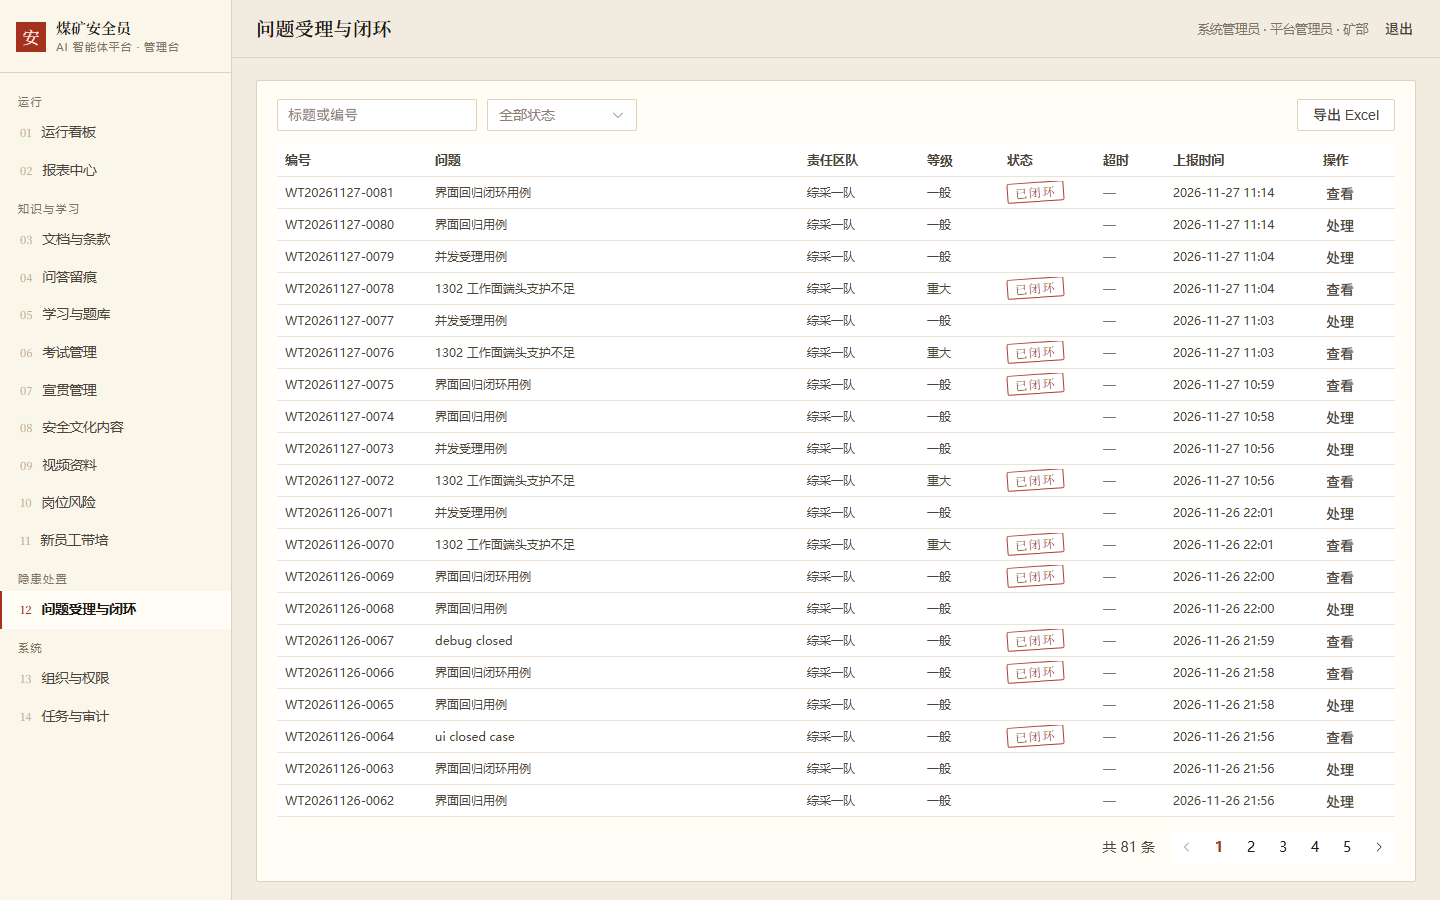 安
煤矿安全员
AI 智能体平台 · 管理台
运行
01 运行看板
02 报表中心
知识与学习
03 文档与条款
04 问答留痕
05 学习与题库
06 考试管理
07 宣贯管理
08 安全文化内容
09 视频资料
10 岗位风险
11 新员工带培
隐患处置
12 问题受理与闭环
系统
13 组织与权限
14 任务与审计
问题受理与闭环
系统管理员 · 平台管理员 · 矿部 退出
标题或编号 全部状态 导出 Excel
编号 问题 责任区队 等级 状态 超时 上报时间 操作
WT20261127-0081 界面回归闭环用例 综采一队 一般 已闭环 — 2026-11-27 11:14 查看
WT20261127-0080 界面回归用例 综采一队 一般 — 2026-11-27 11:14 处理
WT20261127-0079 并发受理用例 综采一队 一般 — 2026-11-27 11:04 处理
WT20261127-0078 1302 工作面端头支护不足 综采一队 重大 已闭环 — 2026-11-27 11:04 查看
WT20261127-0077 并发受理用例 综采一队 一般 — 2026-11-27 11:03 处理
WT20261127-0076 1302 工作面端头支护不足 综采一队 重大 已闭环 — 2026-11-27 11:03 查看
WT20261127-0075 界面回归闭环用例 综采一队 一般 已闭环 — 2026-11-27 10:59 查看
WT20261127-0074 界面回归用例 综采一队 一般 — 2026-11-27 10:58 处理
WT20261127-0073 并发受理用例 综采一队 一般 — 2026-11-27 10:56 处理
WT20261127-0072 1302 工作面端头支护不足 综采一队 重大 已闭环 — 2026-11-27 10:56 查看
WT20261126-0071 并发受理用例 综采一队 一般 — 2026-11-26 22:01 处理
WT20261126-0070 1302 工作面端头支护不足 综采一队 重大 已闭环 — 2026-11-26 22:01 查看
WT20261126-0069 界面回归闭环用例 综采一队 一般 已闭环 — 2026-11-26 22:00 查看
WT20261126-0068 界面回归用例 综采一队 一般 — 2026-11-26 22:00 处理
WT20261126-0067 debug closed 综采一队 一般 已闭环 — 2026-11-26 21:59 查看
WT20261126-0066 界面回归闭环用例 综采一队 一般 已闭环 — 2026-11-26 21:58 查看
WT20261126-0065 界面回归用例 综采一队 一般 — 2026-11-26 21:58 处理
WT20261126-0064 ui closed case 综采一队 一般 已闭环 — 2026-11-26 21:56 查看
WT20261126-0063 界面回归闭环用例 综采一队 一般 — 2026-11-26 21:56 处理
WT20261126-0062 界面回归用例 综采一队 一般 — 2026-11-26 21:56 处理
共 81 条 1 2 3 4 5